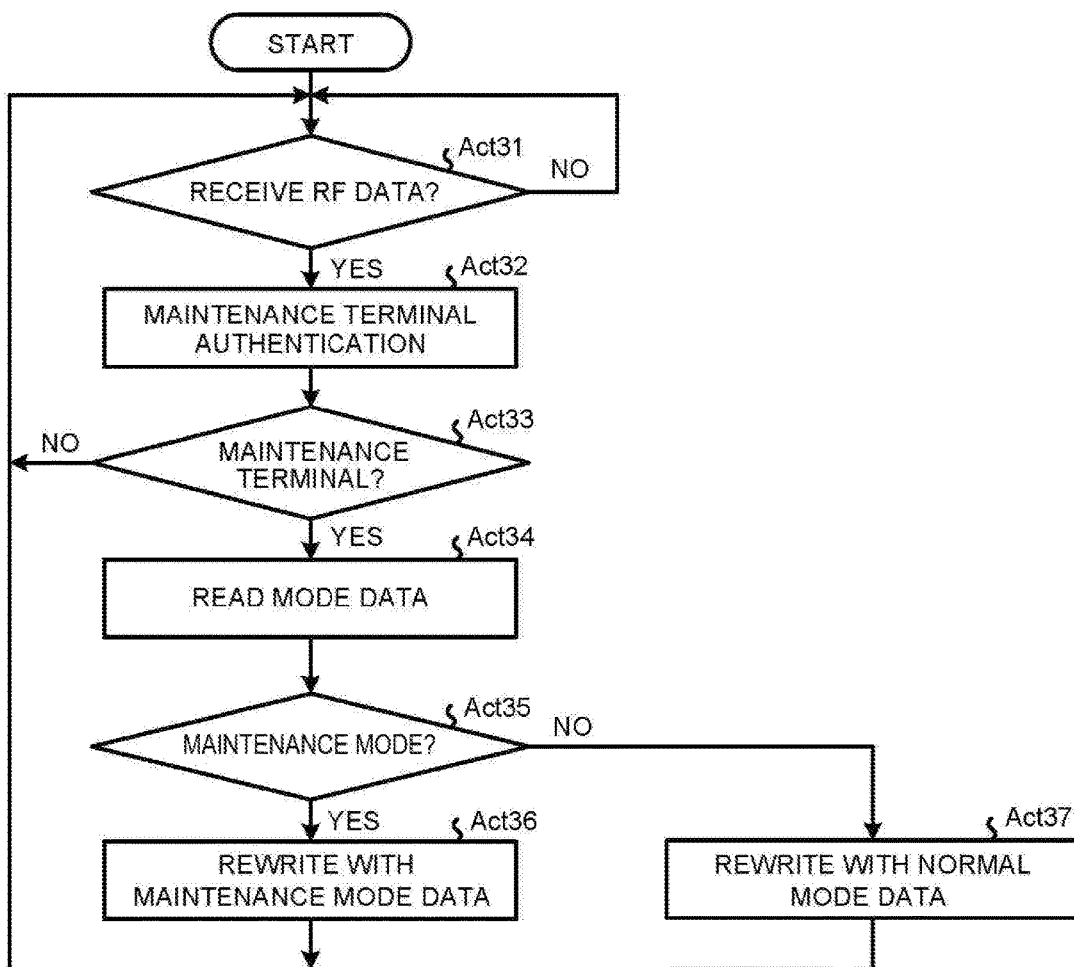 START
Act31
RECEIVE RF DATA?
NO
YES
Act32
MAINTENANCE TERMINAL
AUTHENTICATION
Act33
NO
MAINTENANCE
TERMINAL?
YES
Act34
READ MODE DATA
Act35
MAINTENANCE MODE?
NO
YES
Act36
REWRITE WITH
MAINTENANCE MODE DATA
Act37
REWRITE WITH NORMAL
MODE DATA